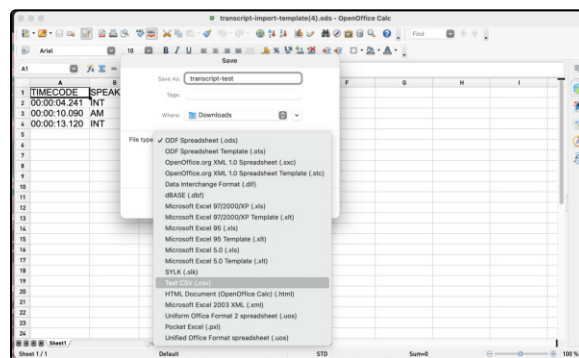 transcript-import-template(4).ods - OpenOffice Calc
Find
Arial
10
B I U
A1
Save
Save As: transcript-test
Tags:
Where: Downloads
File type:
✓ ODF Spreadsheet (.ods)
ODF Spreadsheet Template (.ots)
OpenOffice.org XML 1.0 Spreadsheet (.sxc)
OpenOffice.org XML 1.0 Spreadsheet Template (.stc)
Data Interchange Format (.dif)
dBASE (.dbf)
Microsoft Excel 97/2000/XP (.xls)
Microsoft Excel 97/2000/XP Template (.xlt)
Microsoft Excel 95 (.xls)
Microsoft Excel 95 Template (.xlt)
Microsoft Excel 5.0 (.xls)
Microsoft Excel 5.0 Template (.xlt)
SYLK (.slk)
Text CSV (.csv)
HTML Document (OpenOffice Calc) (.html)
Microsoft Excel 2003 XML (.xml)
Uniform Office Format 2 spreadsheet (.uos)
Pocket Excel (.pxl)
Unified Office Format spreadsheet (.uos)
A B F G H I
1 TIMECODE SPEAK
2 00:00:04.241 INT
3 00:00:10.090 AM
4 00:00:13.120 INT
5
6
7
8
9
10
11
12
13
14
15
16
17
18
19
20
21
22
23
24
Sheet1
Sheet 1 / 1 Default STD Sum=0 100 %